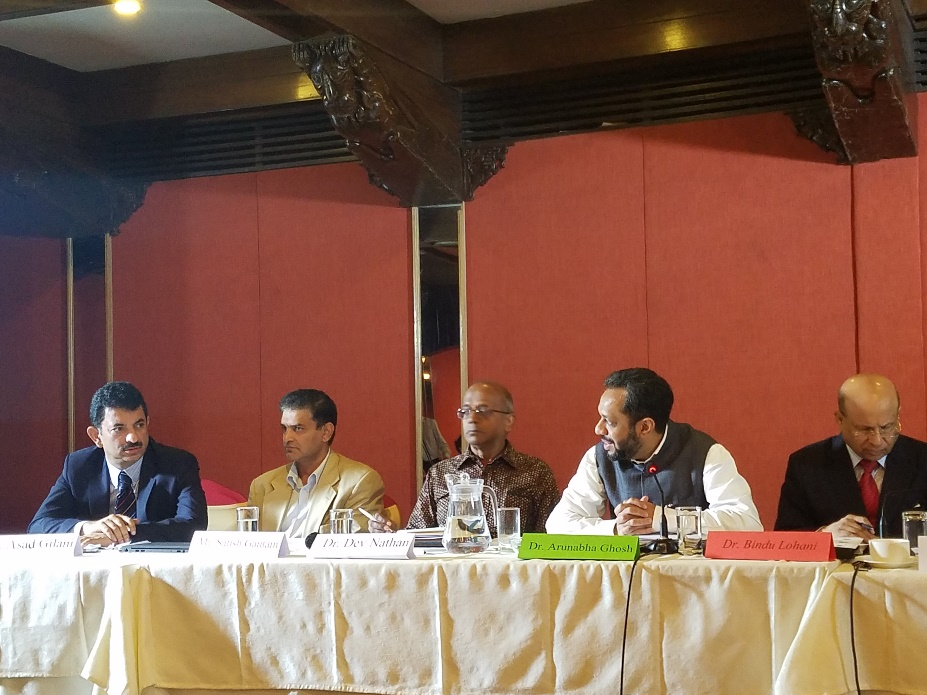 Asad Gilani
Mr. Satish Gautam
Dr. Dev Nathan
Dr. Arunabha Ghosh
Dr. Bindu Lohani